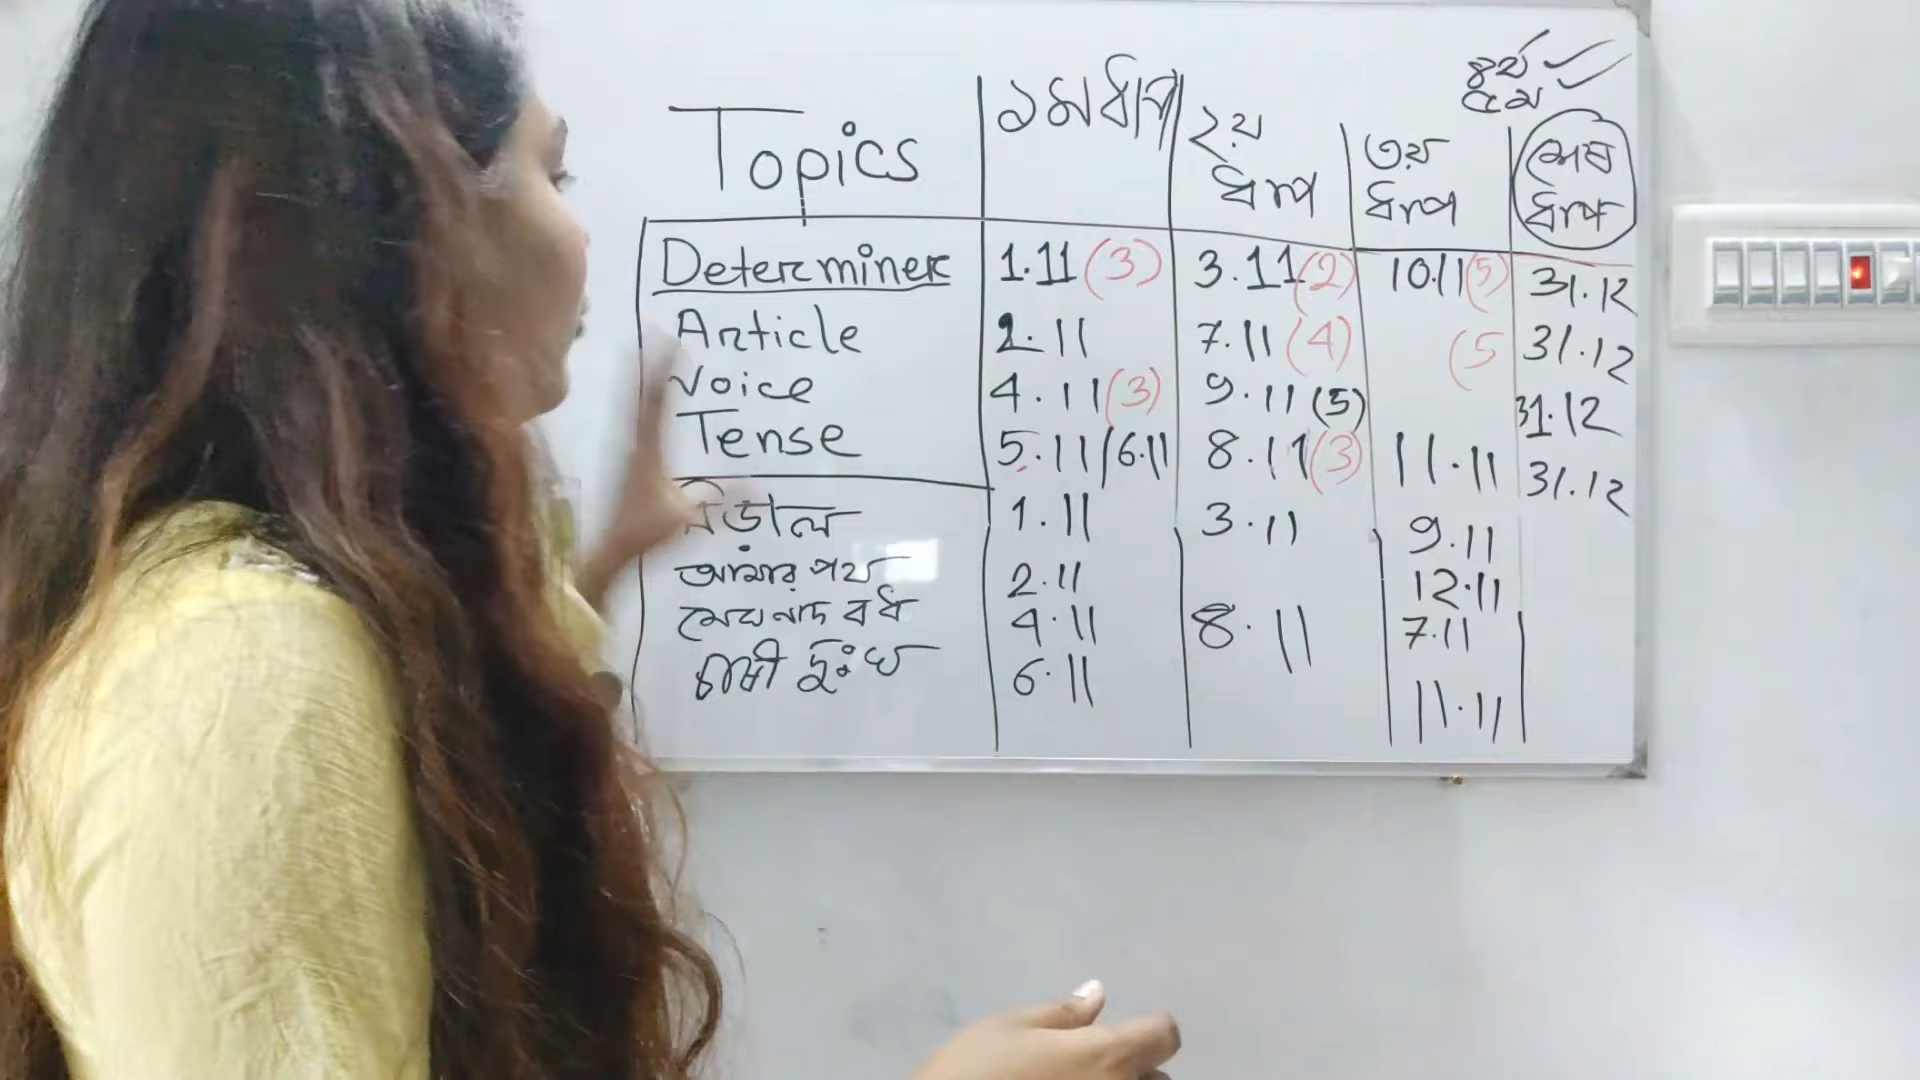 ৪র্থ
৫ম
Topics ১ম ধাপ ২য় ধাপ ৩য় ধাপ শেষ ধাপ
Determiner 1.11 (3) 3.11 (2) 10.11 (5) 31.12
Article 2.11 7.11 (4) (5 31.12
Voice 4.11 (3) 9.11 (5) 31.12
Tense 5.11/6.11 8.11 (3) 11.11 31.12
বিড়াল 1.11 3.11 9.11
আমার পথ 2.11 12.11
মেঘনাদ বধ 4.11 8.11 7.11
চাষী দুঃখ 6.11 11.11